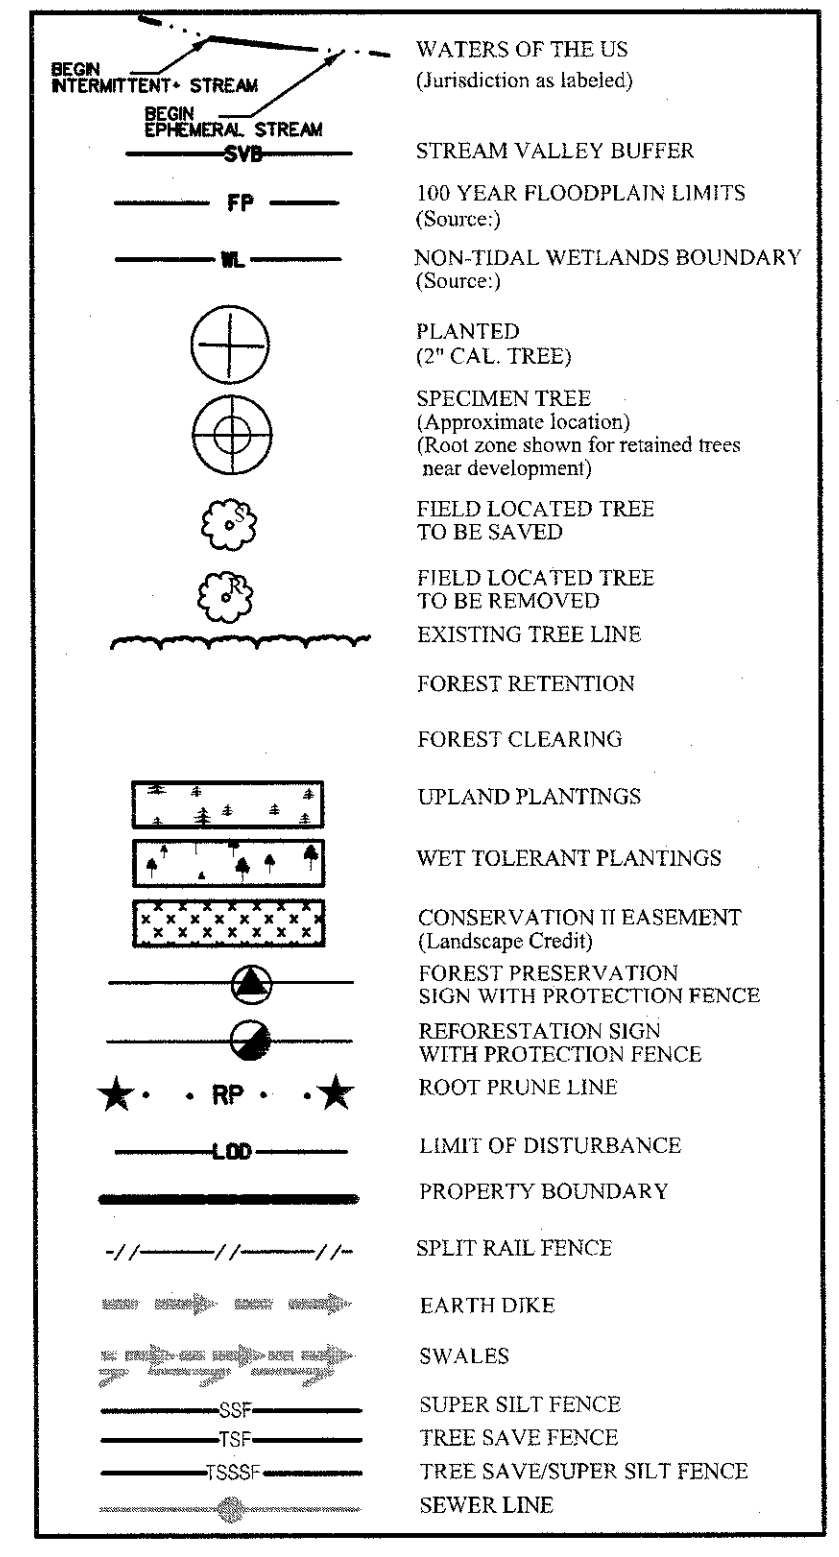 WATERS OF THE US
BEGIN
INTERMITTENT+ STREAM
(Jurisdiction as labeled)
BEGIN
EPHEMERAL STREAM
SVB STREAM VALLEY BUFFER
FP 100 YEAR FLOODPLAIN LIMITS
(Source:)
WL NON-TIDAL WETLANDS BOUNDARY
(Source:)
PLANTED
(2" CAL. TREE)
SPECIMEN TREE
(Approximate location)
(Root zone shown for retained trees
near development)
S FIELD LOCATED TREE
TO BE SAVED
R FIELD LOCATED TREE
TO BE REMOVED
EXISTING TREE LINE
FOREST RETENTION
FOREST CLEARING
UPLAND PLANTINGS
WET TOLERANT PLANTINGS
CONSERVATION II EASEMENT
(Landscape Credit)
FOREST PRESERVATION
SIGN WITH PROTECTION FENCE
REFORESTATION SIGN
WITH PROTECTION FENCE
RP ROOT PRUNE LINE
LOD LIMIT OF DISTURBANCE
PROPERTY BOUNDARY
SPLIT RAIL FENCE
EARTH DIKE
SWALES
SSF SUPER SILT FENCE
TSF TREE SAVE FENCE
TSSSF TREE SAVE/SUPER SILT FENCE
SEWER LINE